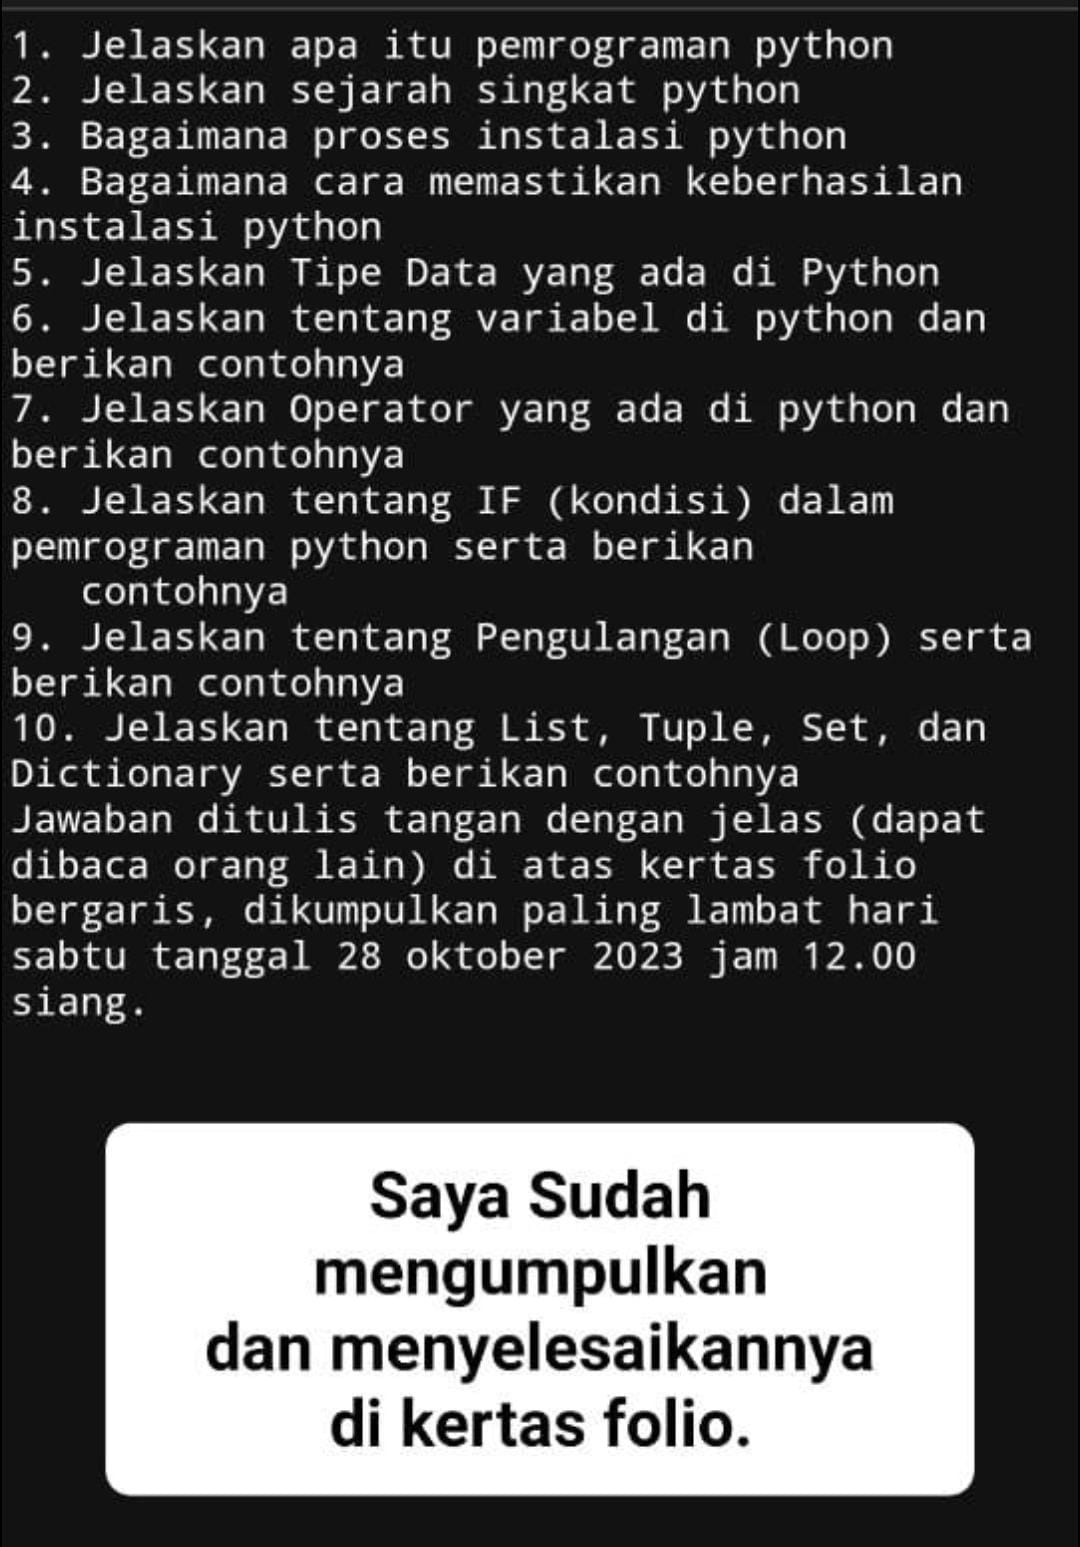 1. Jelaskan apa itu pemrograman python
2. Jelaskan sejarah singkat python
3. Bagaimana proses instalasi python
4. Bagaimana cara memastikan keberhasilan
instalasi python
5. Jelaskan Tipe Data yang ada di Python
6. Jelaskan tentang variabel di python dan
berikan contohnya
7. Jelaskan Operator yang ada di python dan
berikan contohnya
8. Jelaskan tentang IF (kondisi) dalam
pemrograman python serta berikan
   contohnya
9. Jelaskan tentang Pengulangan (Loop) serta
berikan contohnya
10. Jelaskan tentang List, Tuple, Set, dan
Dictionary serta berikan contohnya
Jawaban ditulis tangan dengan jelas (dapat
dibaca orang lain) di atas kertas folio
bergaris, dikumpulkan paling lambat hari
sabtu tanggal 28 oktober 2023 jam 12.00
siang.
Saya Sudah
mengumpulkan
dan menyelesaikannya
di kertas folio.